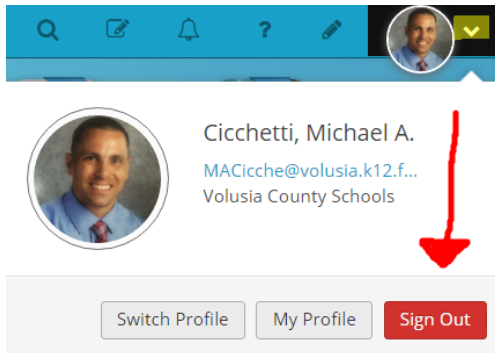 ?
Cicchetti, Michael A.
MACicche@volusia.k12.f...
Volusia County Schools
Switch Profile My Profile Sign Out